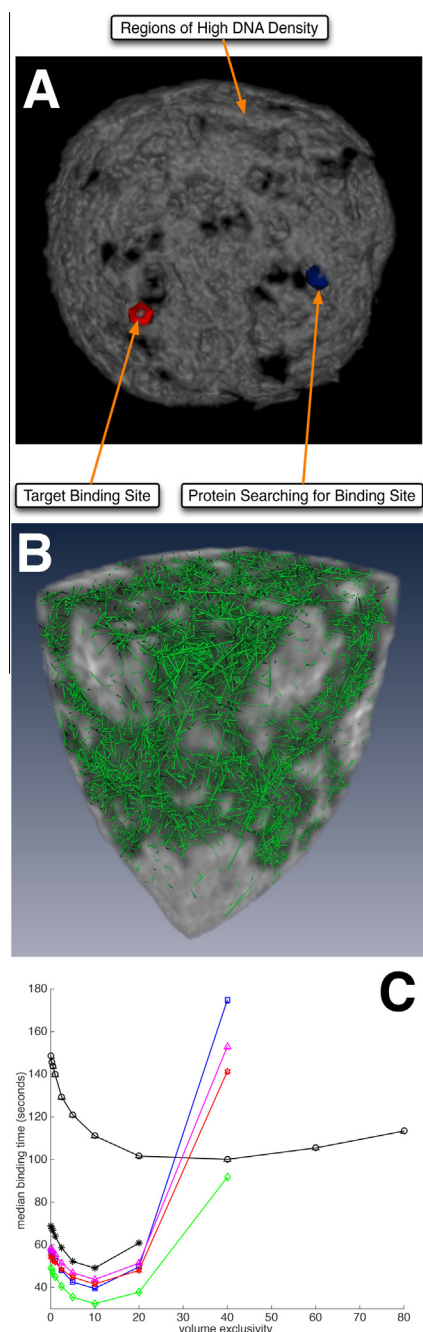 Regions of High DNA Density
A
Target Binding Site
Protein Searching for Binding Site
B
C
180
160
140
120
100
80
60
40
median binding time (seconds)
0 10 20 30 40 50 60 70 80
volume exclusivity